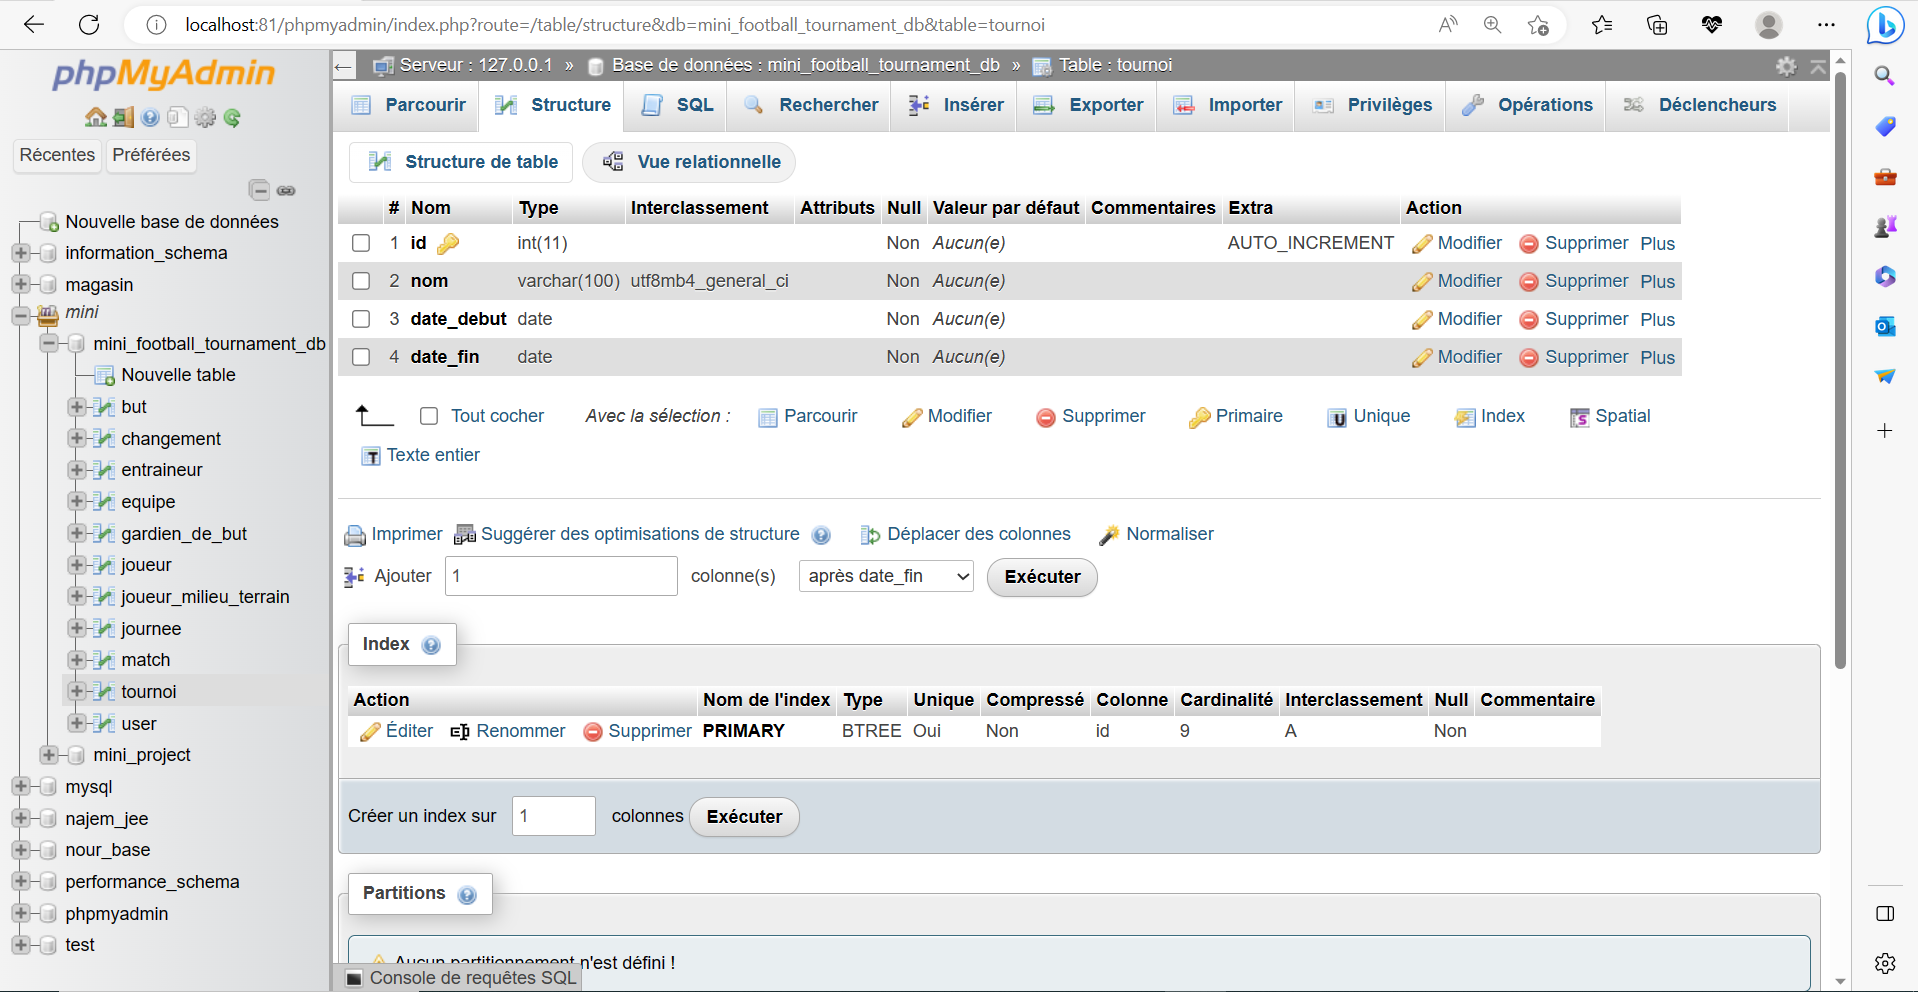 localhost:81/phpmyadmin/index.php?route=/table/structure&db=mini_football_tournament_db&table=tournoi
phpMyAdmin
Récentes Préférées
Nouvelle base de données
information_schema
magasin
mini
mini_football_tournament_db
Nouvelle table
but
changement
entraineur
equipe
gardien_de_but
joueur
joueur_milieu_terrain
journee
match
tournoi
user
mini_project
mysql
najem_jee
nour_base
performance_schema
phpmyadmin
test
Serveur : 127.0.0.1 » Base de données : mini_football_tournament_db » Table : tournoi
Parcourir Structure SQL Rechercher Insérer Exporter Importer Privilèges Opérations Déclencheurs
Structure de table Vue relationnelle
# Nom Type Interclassement Attributs Null Valeur par défaut Commentaires Extra Action
1 id int(11) Non Aucun(e) AUTO_INCREMENT Modifier Supprimer Plus
2 nom varchar(100) utf8mb4_general_ci Non Aucun(e) Modifier Supprimer Plus
3 date_debut date Non Aucun(e) Modifier Supprimer Plus
4 date_fin date Non Aucun(e) Modifier Supprimer Plus
Tout cocher Avec la sélection : Parcourir Modifier Supprimer Primaire Unique Index Spatial
Texte entier
Imprimer Suggérer des optimisations de structure Déplacer des colonnes Normaliser
Ajouter 1 colonne(s) après date_fin Exécuter
Index
Action Nom de l'index Type Unique Compressé Colonne Cardinalité Interclassement Null Commentaire
Éditer Renommer Supprimer PRIMARY BTREE Oui Non id 9 A Non
Créer un index sur 1 colonnes Exécuter
Partitions
Aucun partitionnement n'est défini !
Console de requêtes SQL